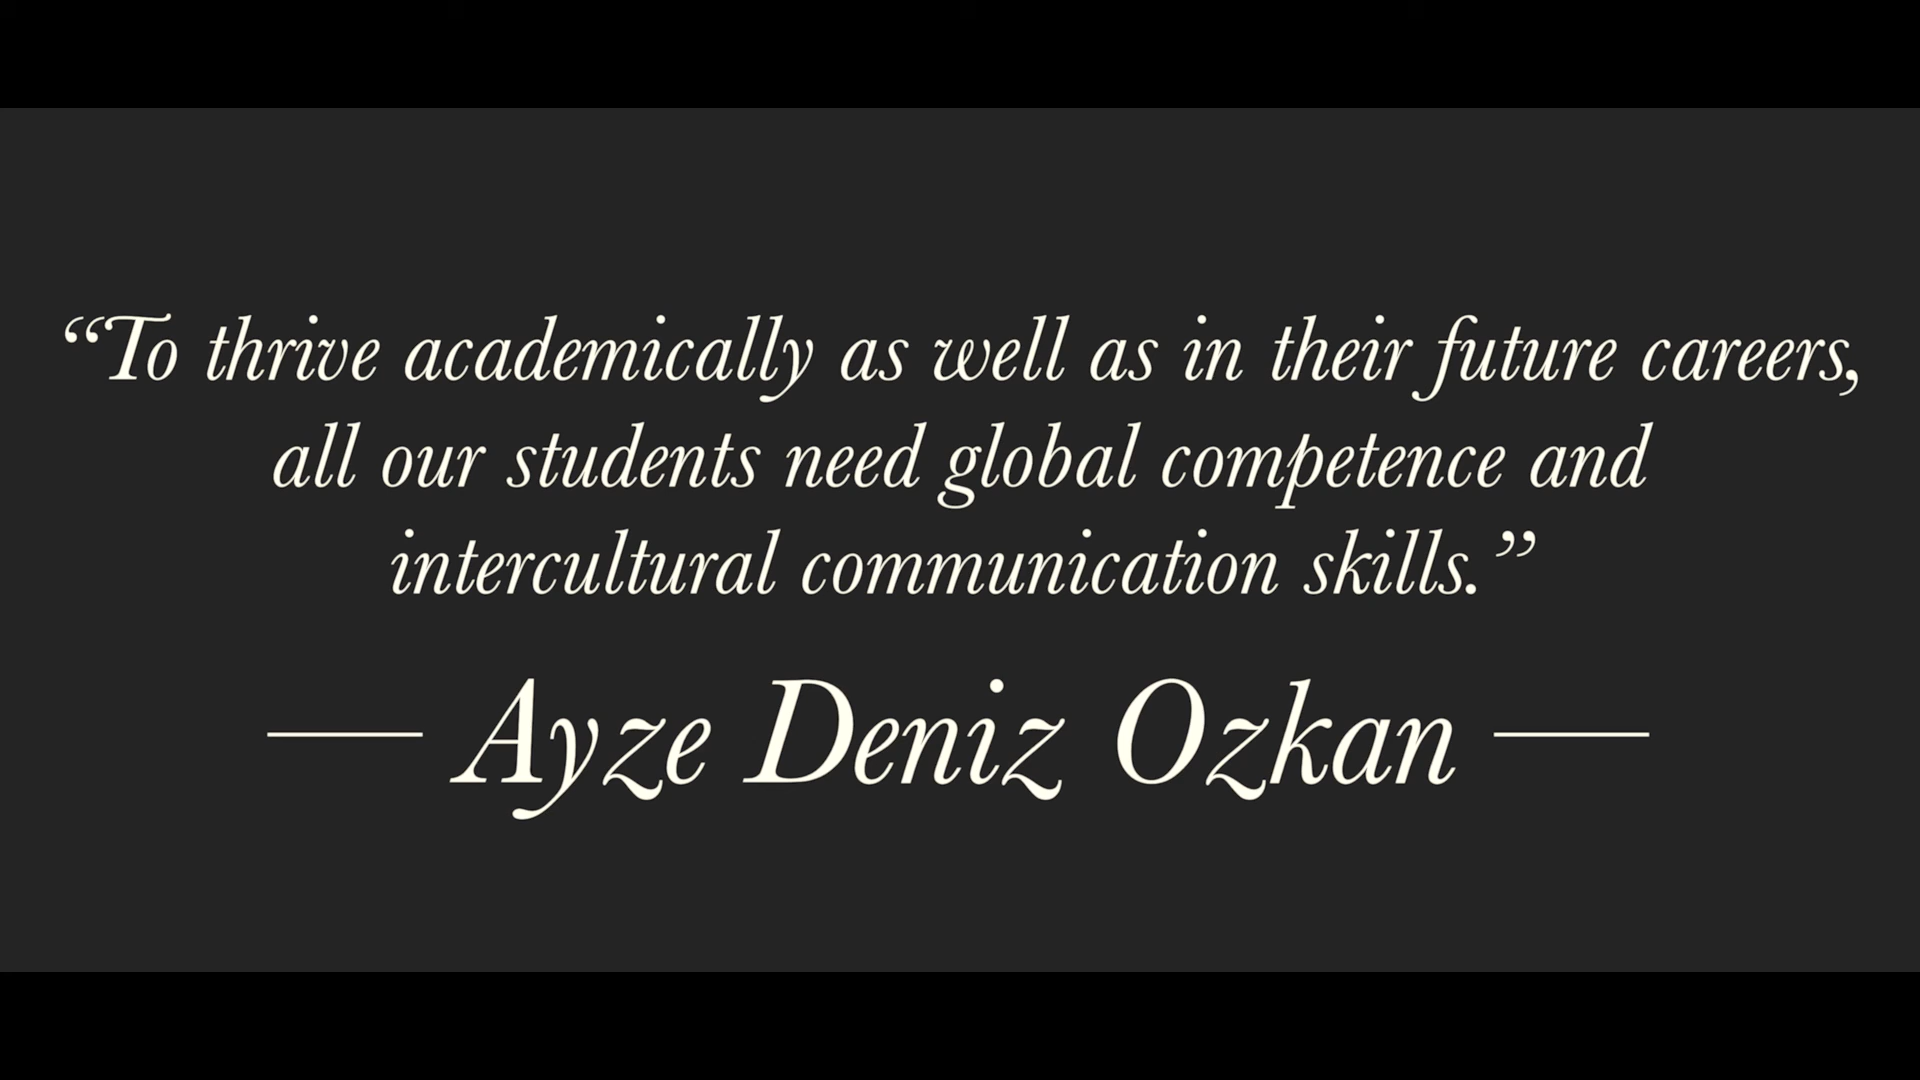 “To thrive academically as well as in their future careers,
all our students need global competence and
intercultural communication skills.”
— Ayze Deniz Ozkan —